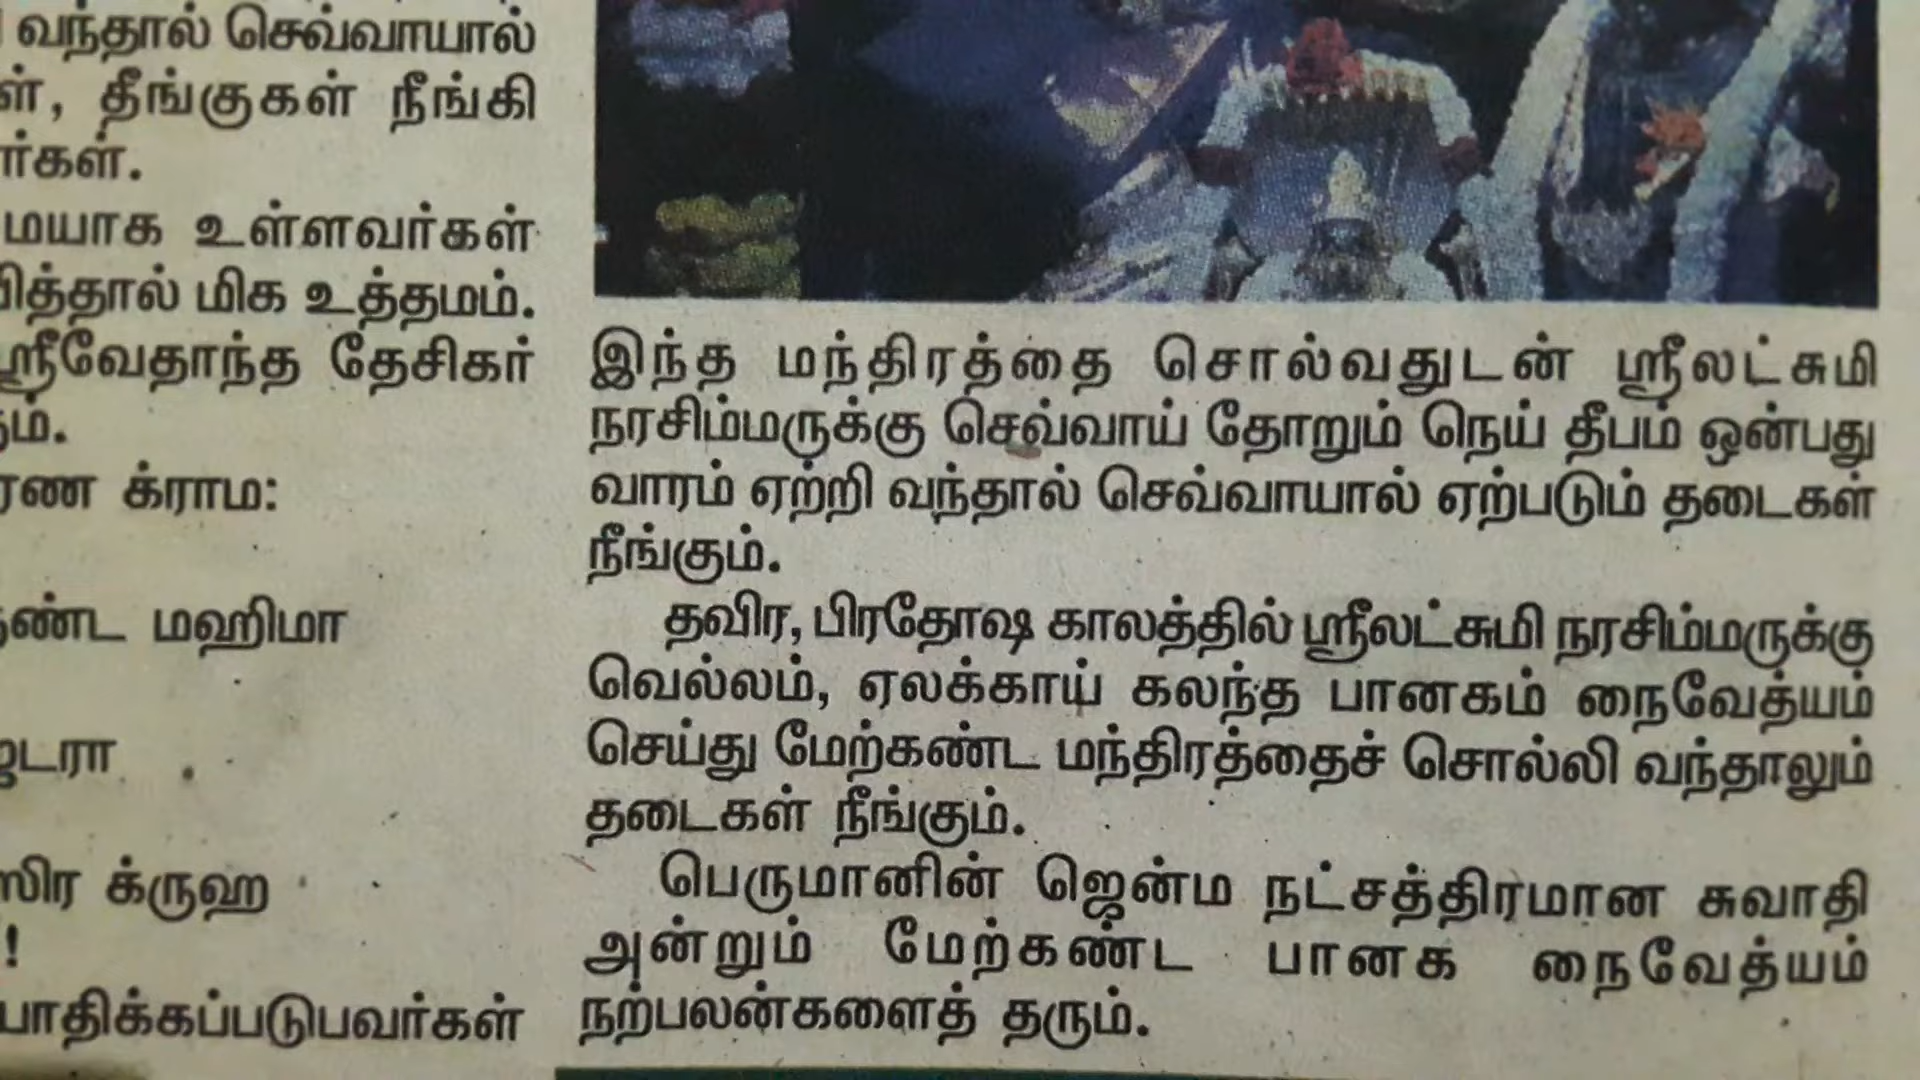 வந்தால் செவ்வாயால்
தீங்குகள் நீங்கி
உள்ளவர்கள்
மிக உத்தமம்.
ஸ்ரீவேதாந்த தேசிகர்
க்ராம:
மஹிமா
க்ருஹ
!
பாதிக்கப்படுபவர்கள்
இந்த மந்திரத்தை சொல்வதுடன் ஸ்ரீலட்சுமி
நரசிம்மருக்கு செவ்வாய் தோறும் நெய் தீபம் ஒன்பது
வாரம் ஏற்றி வந்தால் செவ்வாயால் ஏற்படும் தடைகள்
நீங்கும்.
தவிர, பிரதோஷ காலத்தில் ஸ்ரீலட்சுமி நரசிம்மருக்கு
வெல்லம், ஏலக்காய் கலந்த பானகம் நைவேத்யம்
செய்து மேற்கண்ட மந்திரத்தைச் சொல்லி வந்தாலும்
தடைகள் நீங்கும்.
பெருமானின் ஜென்ம நட்சத்திரமான சுவாதி
அன்றும் மேற்கண்ட பானக நைவேத்யம்
நற்பலன்களைத் தரும்.